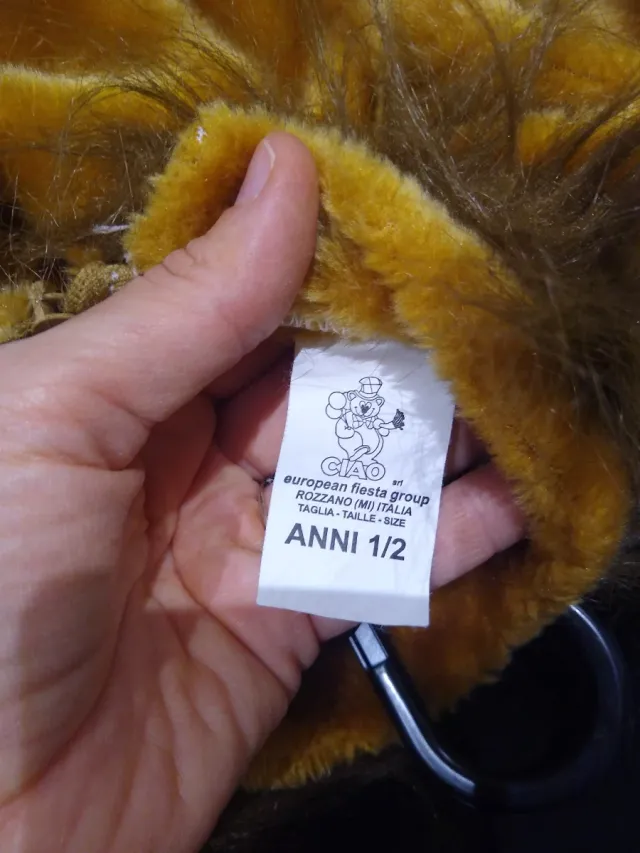 CIAO srl
european fiesta group
ROZZANO (MI) ITALIA
TAGLIA - TAILLE - SIZE
ANNI 1/2